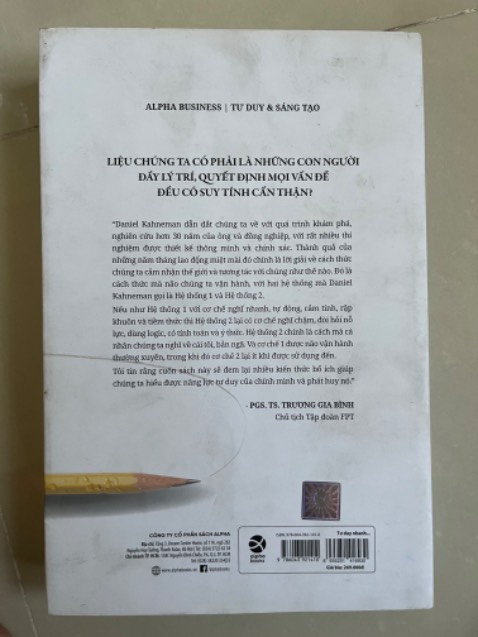 ALPHA BUSINESS | TƯ DUY & SÁNG TẠO
LIỆU CHÚNG TA CÓ PHẢI LÀ NHỮNG CON NGƯỜI
ĐẦY LÝ TRÍ, QUYẾT ĐỊNH MỌI VẤN ĐỀ
ĐỀU CÓ SUY TÍNH CẨN THẬN?
"Daniel Kahneman dẫn dắt chúng ta về với quá trình khám phá,
nghiên cứu hơn 30 năm của ông và đồng nghiệp, với rất nhiều thí
nghiệm được thiết kế thông minh và chính xác. Thành quả của
những năm tháng lao động miệt mài đó chính là lời giải về cách thức
chúng ta cảm nhận thế giới và tương tác với chúng như thế nào. Đó là
cách thức mà não chúng ta vận hành, với hai hệ thống mà Daniel
Kahneman gọi là Hệ thống 1 và Hệ thống 2.
Nếu như Hệ thống 1 với cơ chế nghĩ nhanh, tự động, cảm tính, rập
khuôn và tiềm thức thì Hệ thống 2 lại có cơ chế nghĩ chậm, đòi hỏi nỗ
lực, dùng logic, có tính toán và ý thức. Hệ thống 2 chính là cách mà cá
nhân chúng ta nghĩ về cái tôi, bản ngã. Và cơ chế 1 được não vận hành
thường xuyên, trong khi đó cơ chế 2 lại ít khi được sử dụng đến.
Tôi tin rằng cuốn sách này sẽ đem lại nhiều kiến thức bổ ích giúp
chúng ta hiểu được năng lực tư duy của chính mình và phát huy nó."
- PGS. TS. TRƯƠNG GIA BÌNH
Chủ tịch Tập đoàn FPT
CÔNG TY CỔ PHẦN SÁCH ALPHA
www.alphabooks.vn
alpha books
Tư duy nhanh...